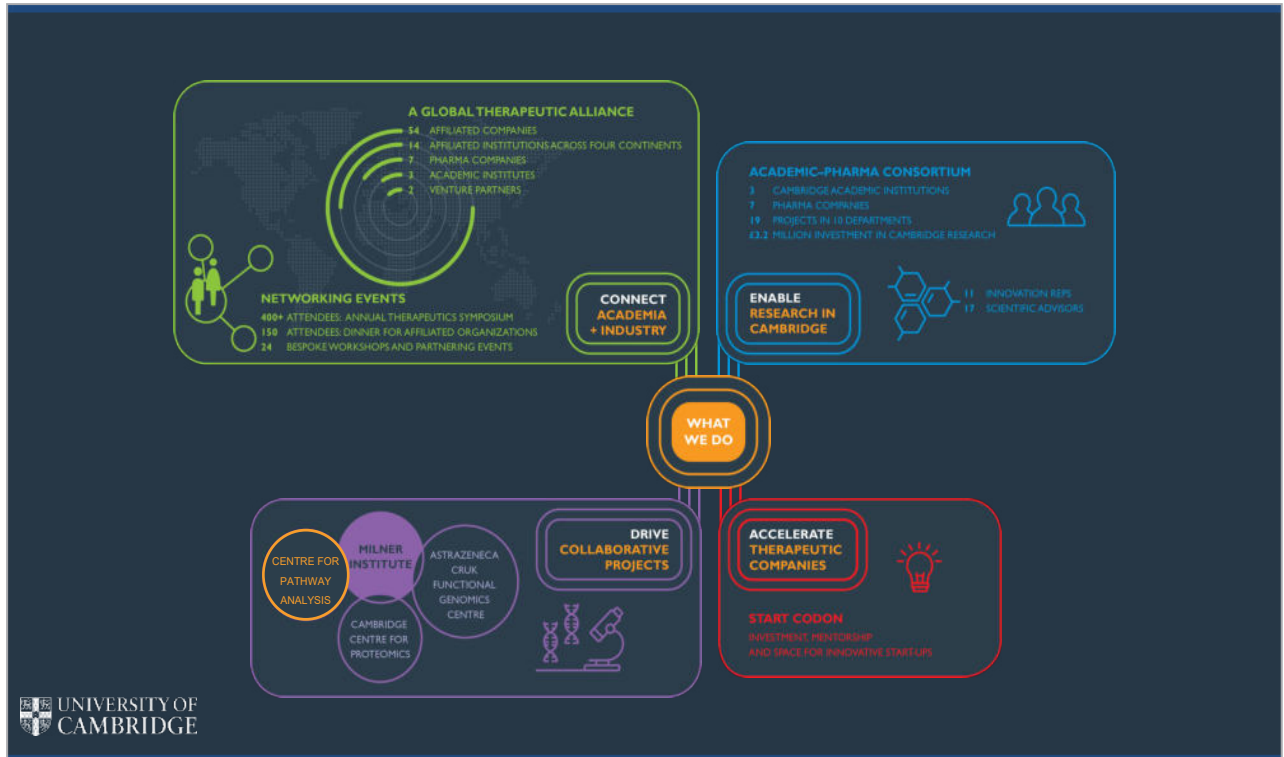 A GLOBAL THERAPEUTIC ALLIANCE
54 AFFILIATED COMPANIES
14 AFFILIATED INSTITUTIONS ACROSS FOUR CONTINENTS
7 PHARMA COMPANIES
3 ACADEMIC INSTITUTES
2 VENTURE PARTNERS
NETWORKING EVENTS
400+ ATTENDEES: ANNUAL THERAPEUTICS SYMPOSIUM
150 ATTENDEES: DINNER FOR AFFILIATED ORGANIZATIONS
24 BESPOKE WORKSHOPS AND PARTNERING EVENTS
CONNECT
ACADEMIA
+ INDUSTRY
ACADEMIC–PHARMA CONSORTIUM
3 CAMBRIDGE ACADEMIC INSTITUTIONS
7 PHARMA COMPANIES
19 PROJECTS IN 10 DEPARTMENTS
£3.2 MILLION INVESTMENT IN CAMBRIDGE RESEARCH
ENABLE
RESEARCH IN
CAMBRIDGE
11 INNOVATION REPS
17 SCIENTIFIC ADVISORS
WHAT
WE DO
CENTRE FOR
PATHWAY
ANALYSIS
MILNER
INSTITUTE
ASTRAZENECA
CRUK
FUNCTIONAL
GENOMICS
CENTRE
CAMBRIDGE
CENTRE FOR
PROTEOMICS
DRIVE
COLLABORATIVE
PROJECTS
ACCELERATE
THERAPEUTIC
COMPANIES
START CODON
INVESTMENT, MENTORSHIP
AND SPACE FOR INNOVATIVE START-UPS
UNIVERSITY OF
CAMBRIDGE